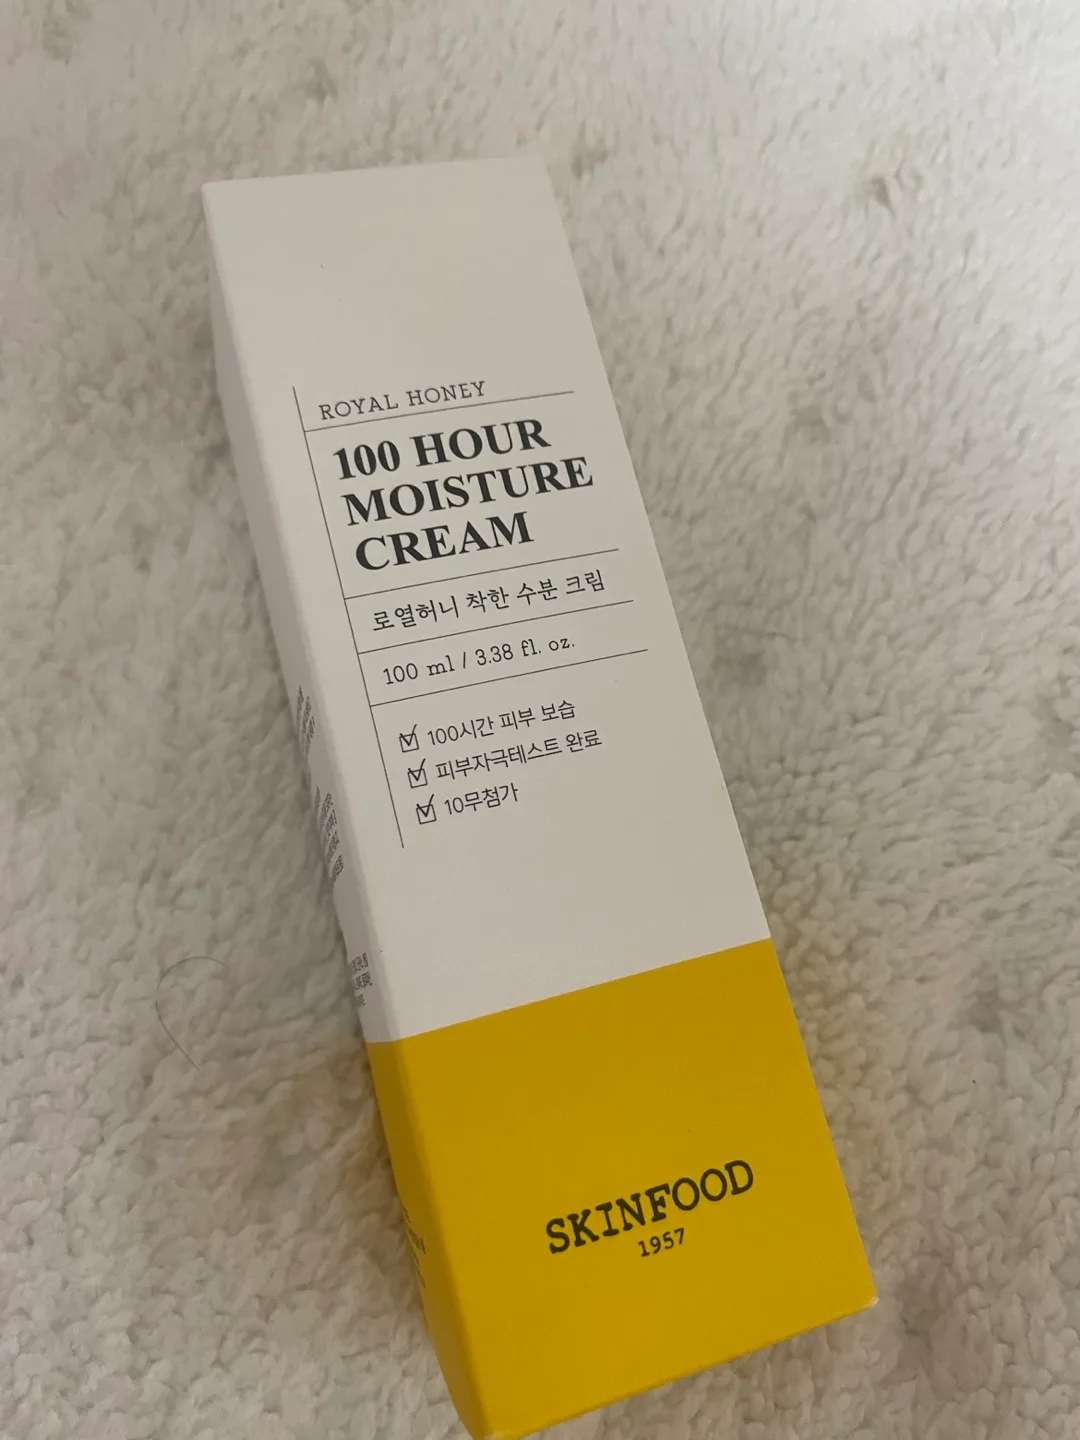 ROYAL HONEY
100 HOUR
MOISTURE
CREAM
로열허니 착한 수분 크림
100 ml / 3.38 fl. oz.
100시간 피부 보습
피부자극테스트 완료
10무첨가
SKINFOOD
1957